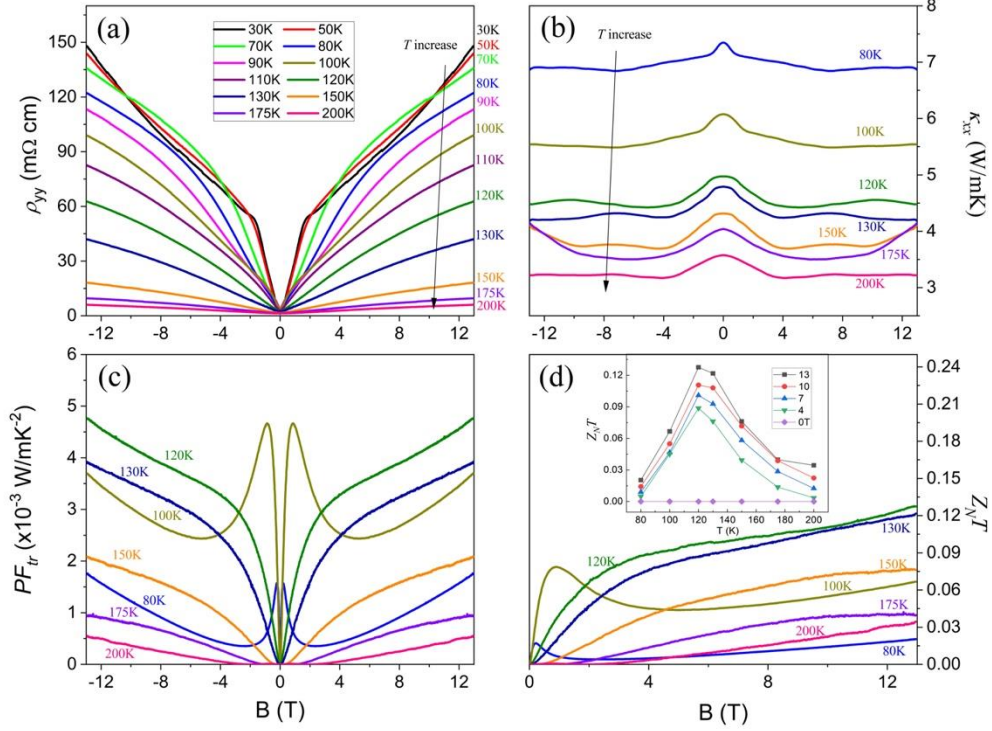 (a)
30K 50K
70K 80K
90K 100K
110K 120K
130K 150K
175K 200K
T increase
30K
50K
70K
80K
90K
100K
110K
120K
130K
150K
175K
200K
150
120
90
60
30
0
ρyy (mΩ cm)
-12 -8 -4 0 4 8 12
(b)
T increase
80K
100K
120K
130K
150K
175K
200K
8
7
6
5
4
3
κxx (W/mK)
-12 -8 -4 0 4 8 12
(c)
120K
130K
100K
150K
80K
175K
200K
6
5
4
3
2
1
0
PFtr (x10-3 W/mK-2)
-12 -8 -4 0 4 8 12
B (T)
(d)
0.12
0.09
0.06
0.03
0.00
ZNT
13
10
7
4
0T
80 100 120 140 160 180 200
T (K)
120K
130K
150K
100K
175K
200K
80K
0.24
0.21
0.18
0.15
0.12
0.09
0.06
0.03
0.00
ZNT
0 4 8 12
B (T)